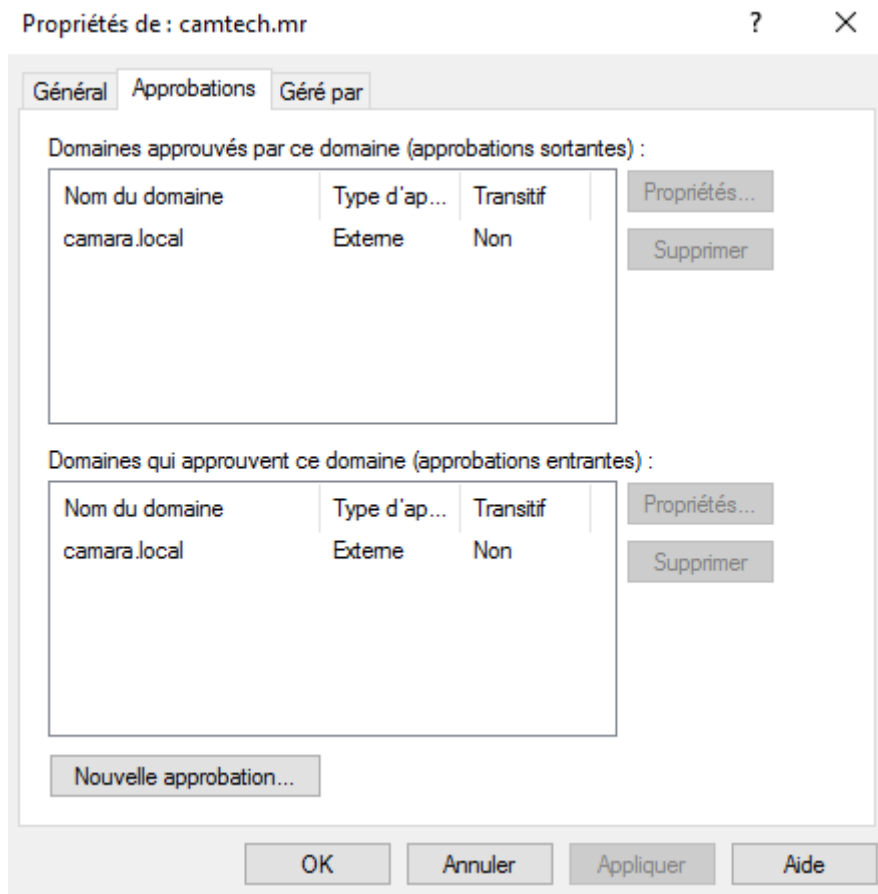 Propriétés de : camtech.mr ? ×
Général Approbations Géré par
Domaines approuvés par ce domaine (approbations sortantes) :
Nom du domaine Type d'ap... Transitif Propriétés...
camara.local Externe Non Supprimer
Domaines qui approuvent ce domaine (approbations entrantes) :
Nom du domaine Type d'ap... Transitif Propriétés...
camara.local Externe Non Supprimer
Nouvelle approbation...
OK Annuler Appliquer Aide